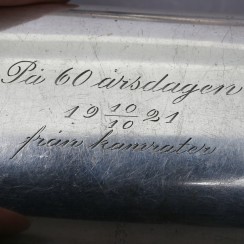 På 60 årsdagen
19 10/10 21
från kamrater